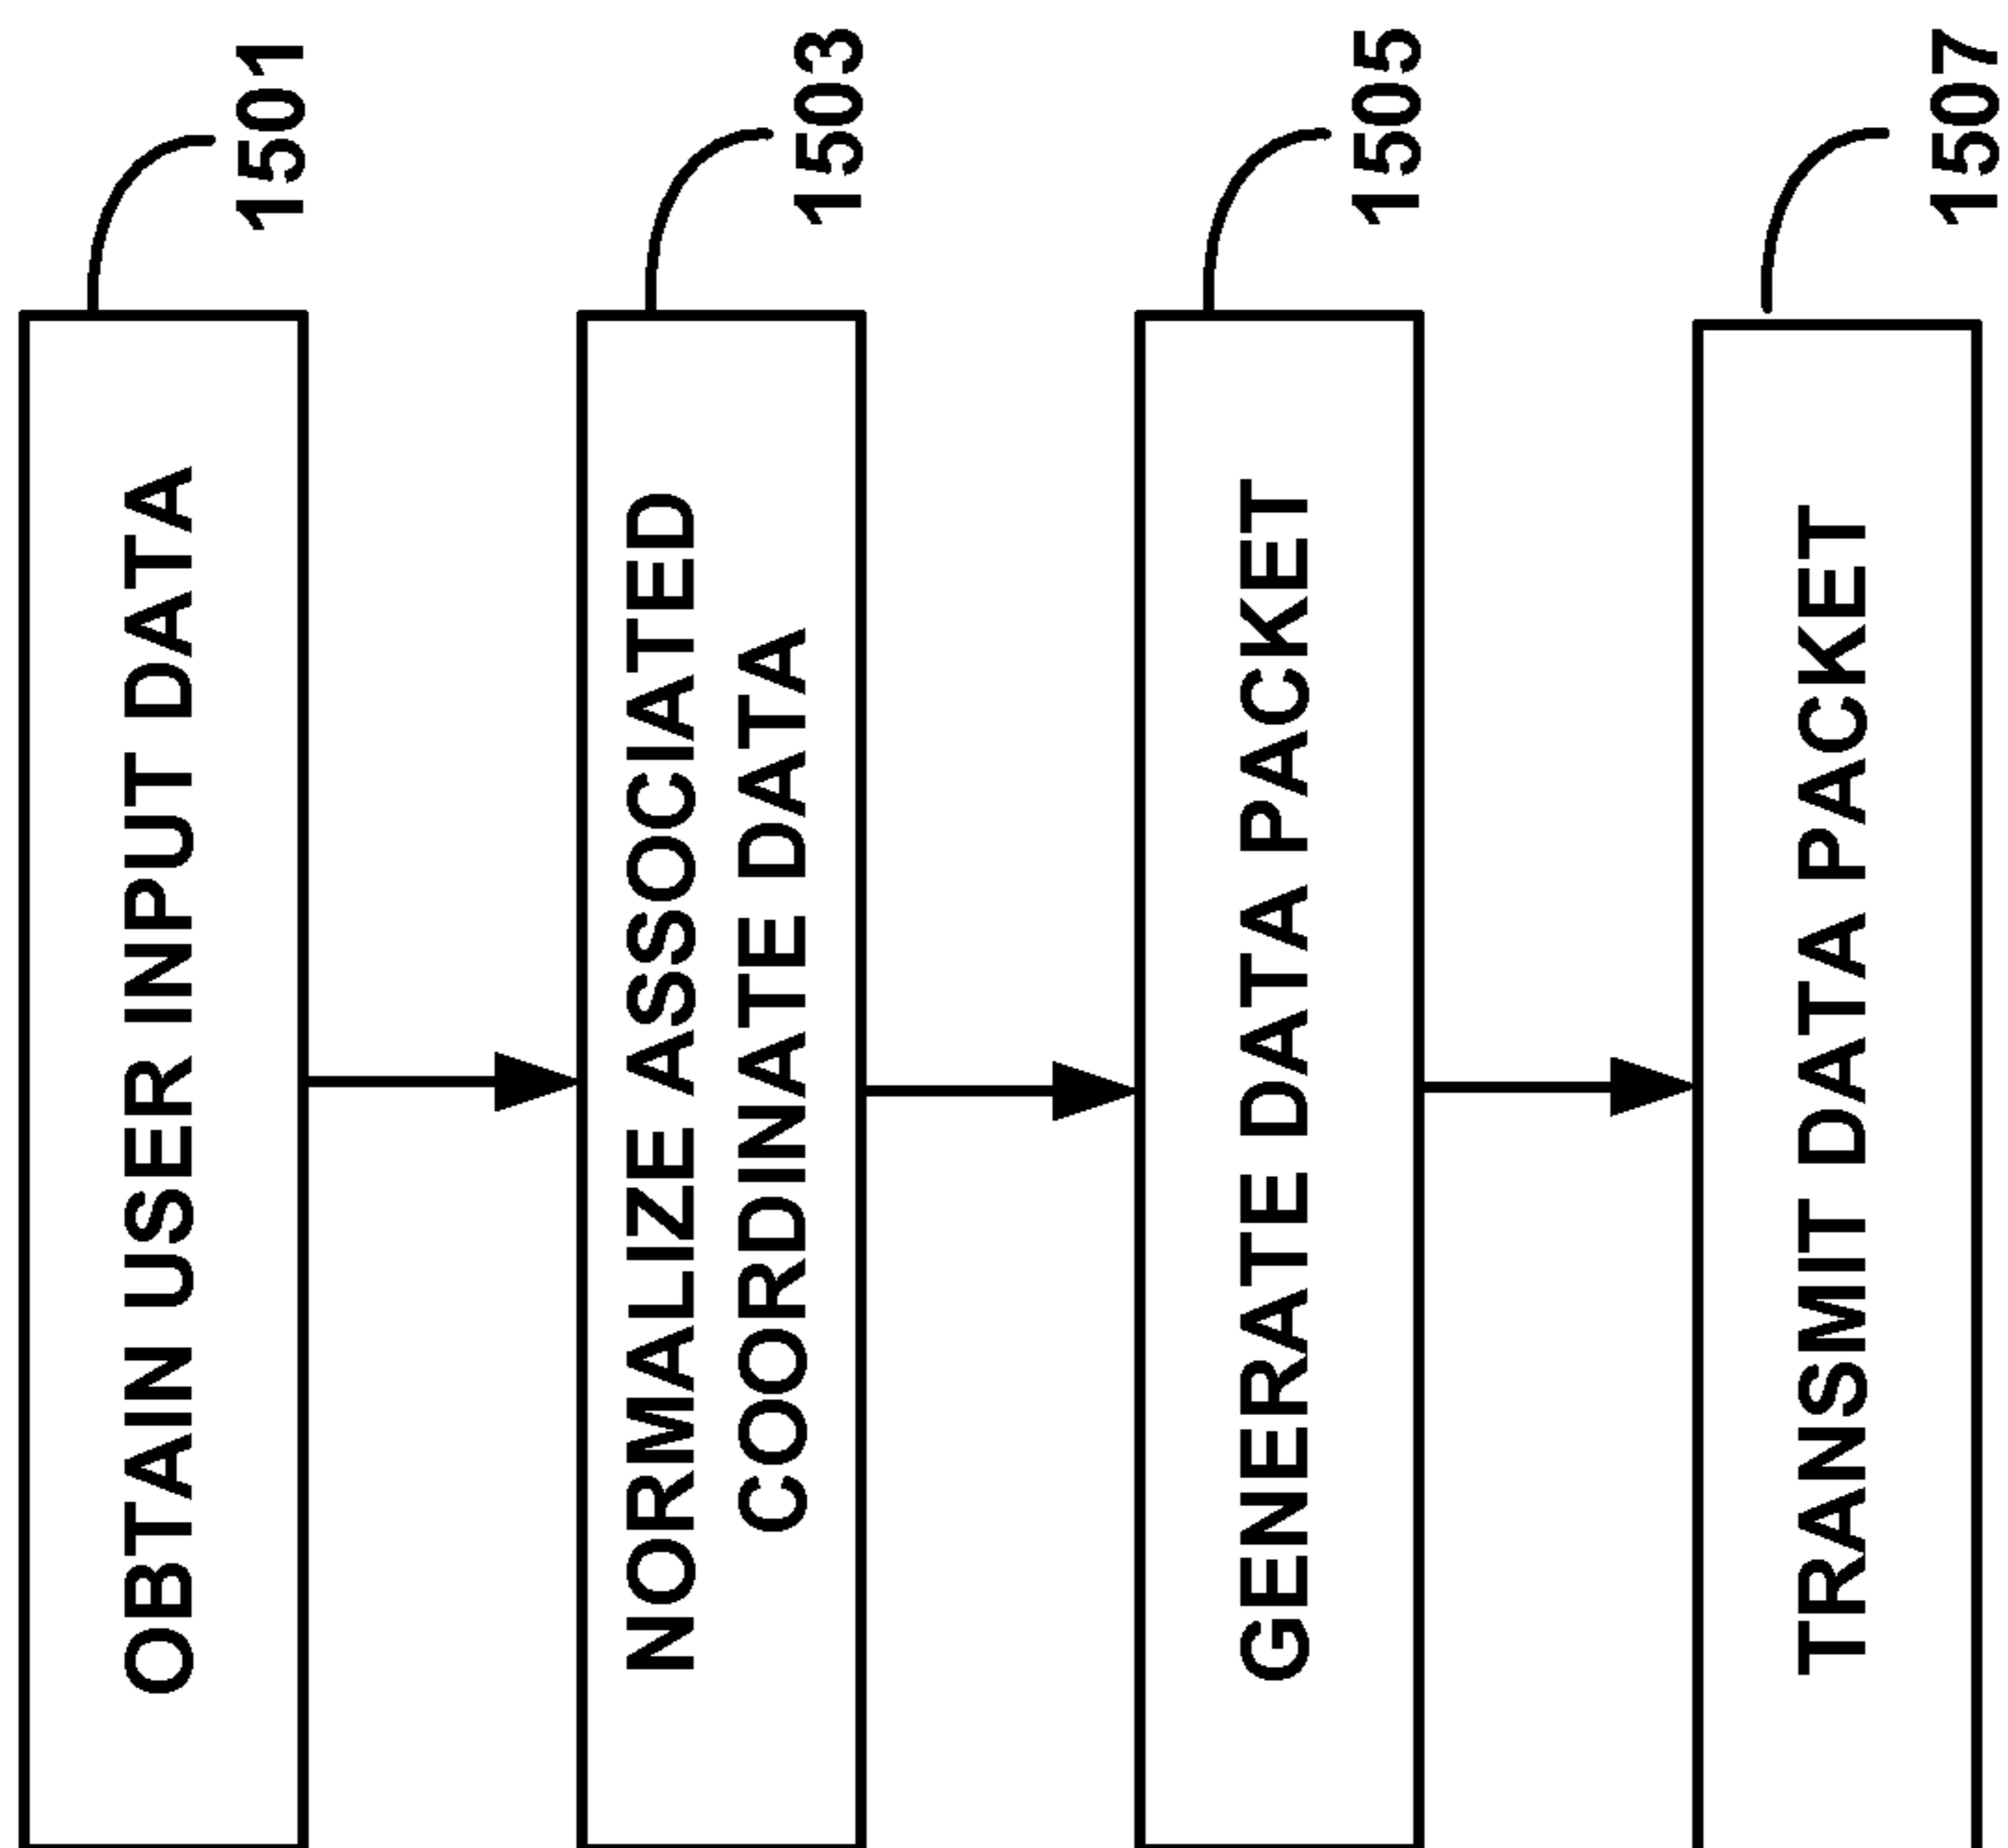 OBTAIN USER INPUT DATA
1501
NORMALIZE ASSOCIATED
COORDINATE DATA
1503
GENERATE DATA PACKET
1505
TRANSMIT DATA PACKET
1507